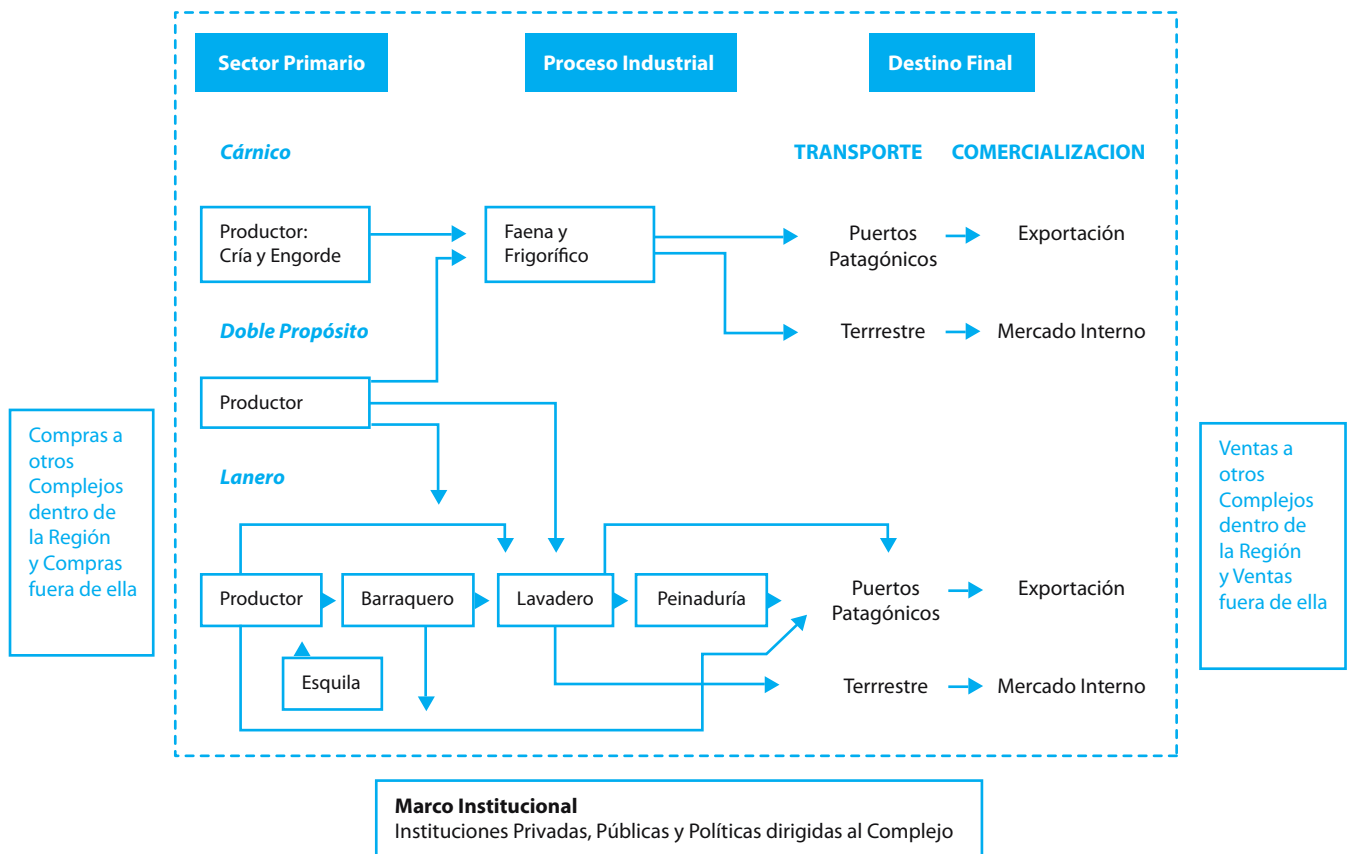 Sector Primario
Proceso Industrial
Destino Final
Cárnico
TRANSPORTE
COMERCIALIZACION
Productor:
Cría y Engorde
Faena y
Frigorífico
Puertos
Patagónicos
Exportación
Doble Propósito
Terrrestre
Mercado Interno
Productor
Compras a
otros
Complejos
dentro de
la Región
y Compras
fuera de ella
Ventas a
otros
Complejos
dentro de
la Región
y Ventas
fuera de ella
Lanero
Productor
Barraquero
Lavadero
Peinaduría
Puertos
Patagónicos
Exportación
Esquila
Terrrestre
Mercado Interno
Marco Institucional
Instituciones Privadas, Públicas y Políticas dirigidas al Complejo